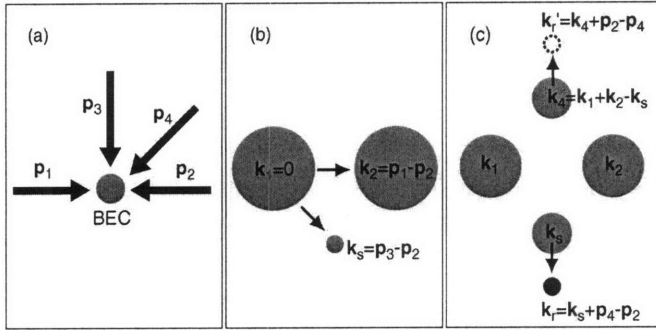 (a)
p3
p4
p1
p2
BEC
(b)
k1=0
k2=p1-p2
ks=p3-p2
(c)
kr'=k4+p2-p4
k4=k1+k2-ks
k1
k2
ks
kr=ks+p4-p2